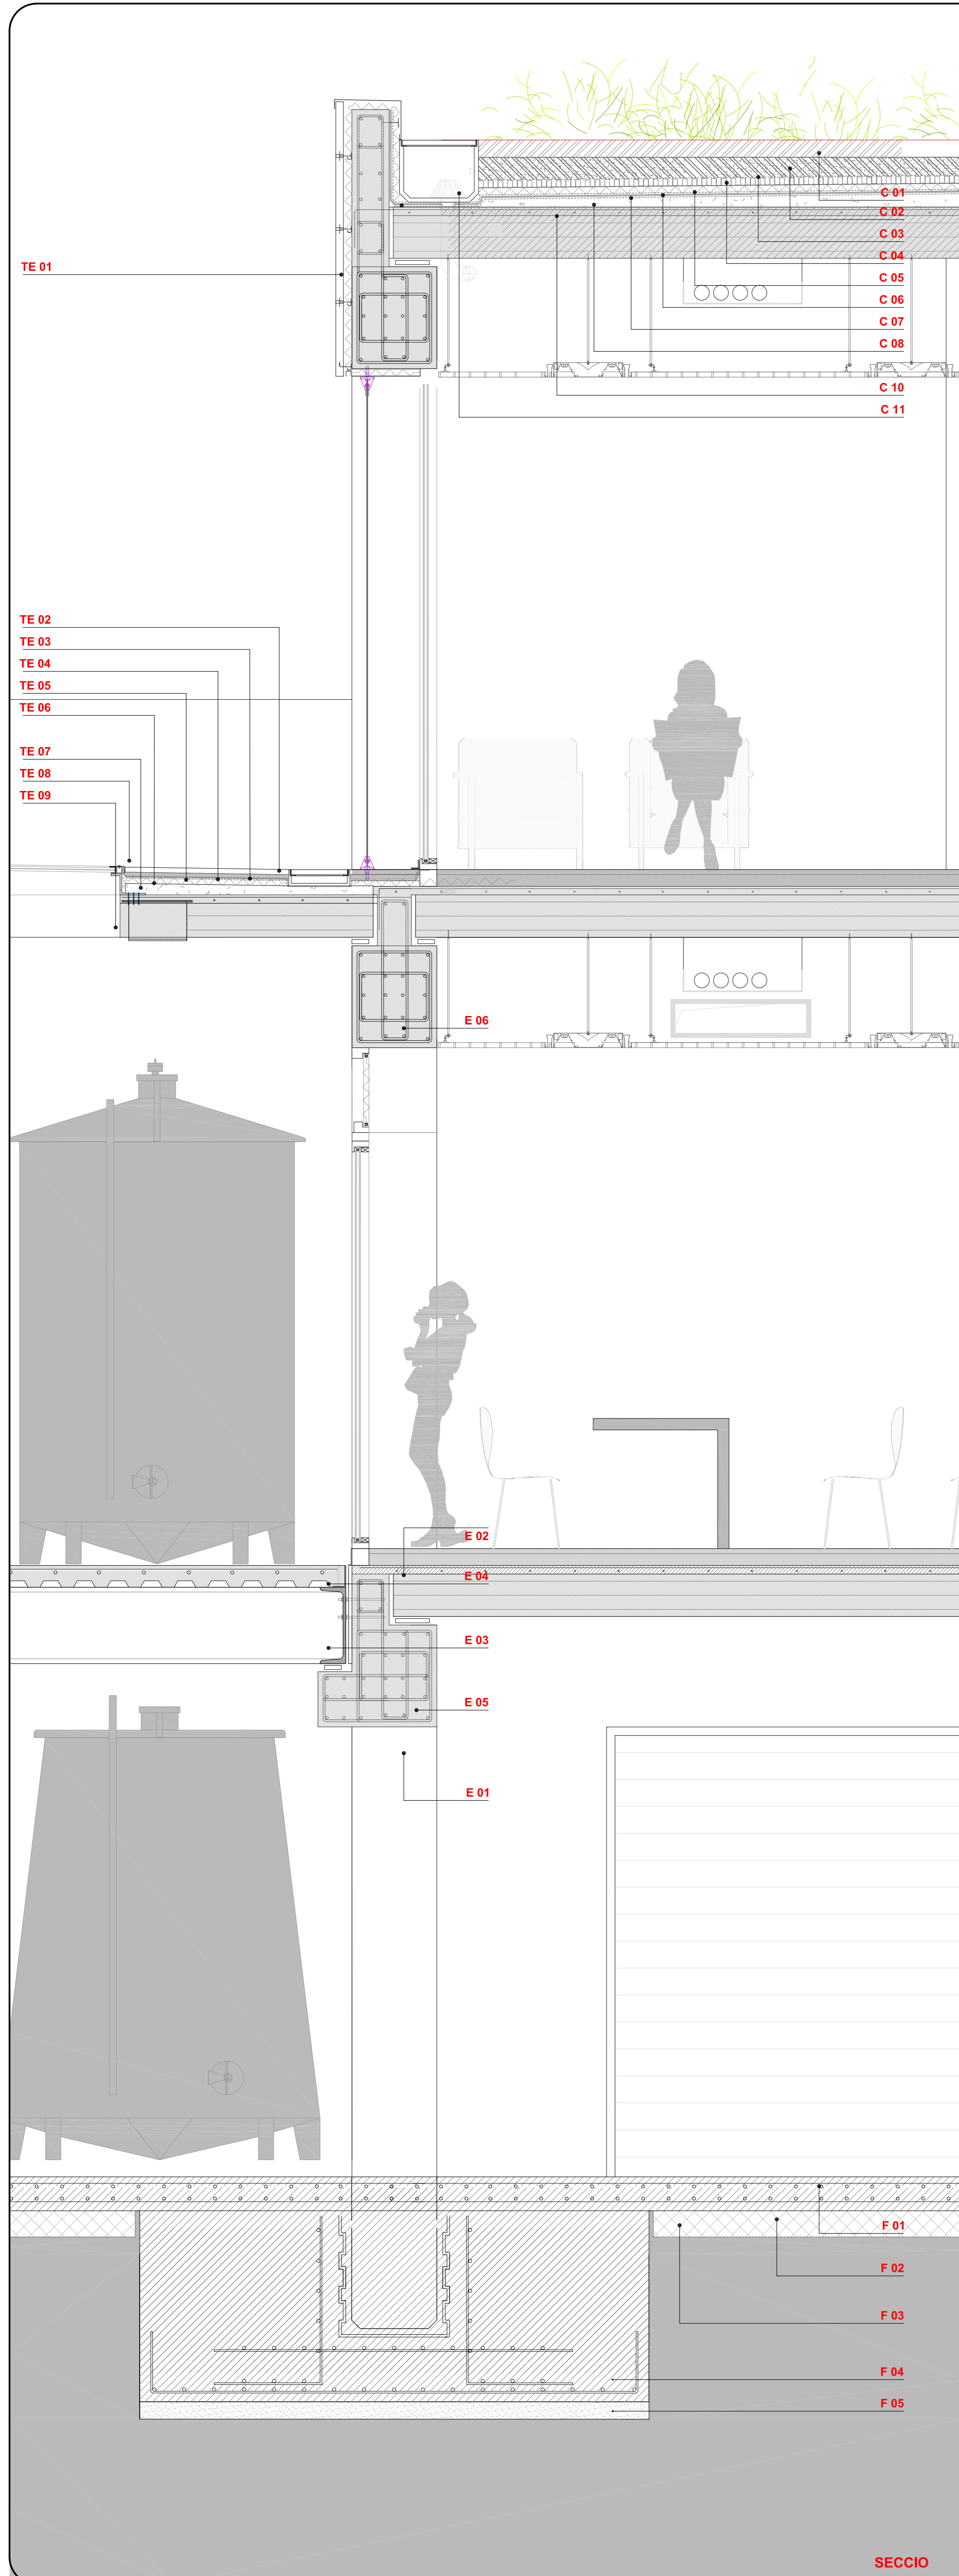 C 01
C 02
C 03
C 04
TE 01
C 05
C 06
C 07
C 08
C 10
C 11
TE 02
TE 03
TE 04
TE 05
TE 06
TE 07
TE 08
TE 09
E 06
E 02
E 04
E 03
E 05
E 01
F 01
F 02
F 03
F 04
F 05
SECCIO